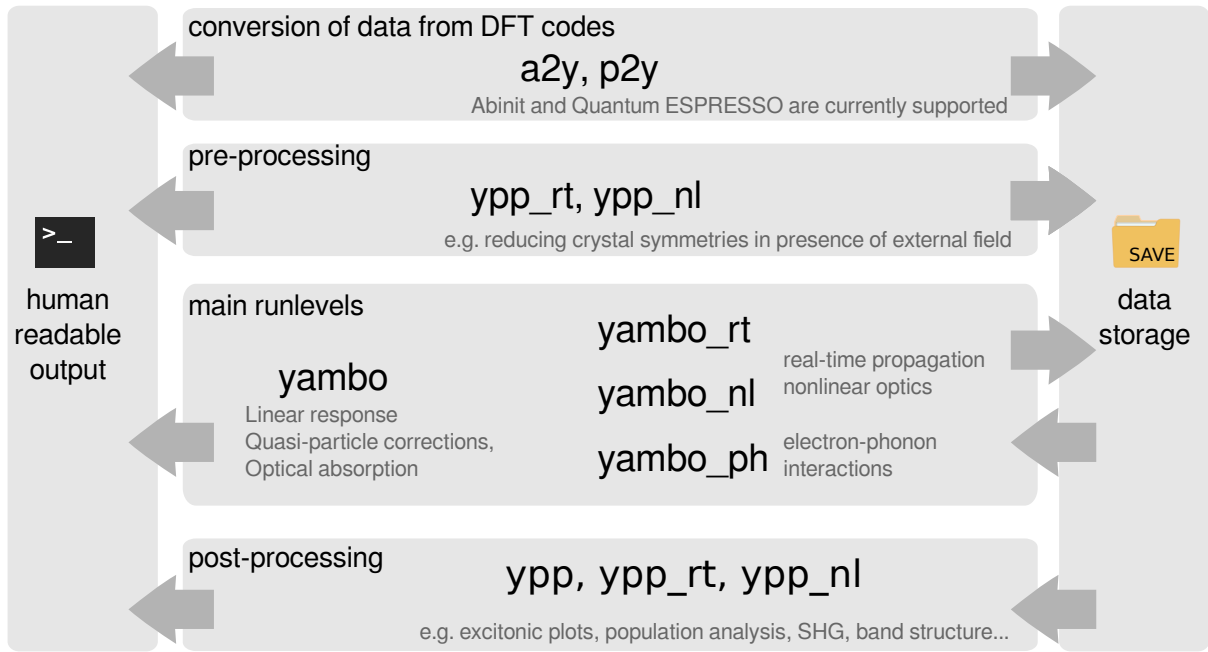 conversion of data from DFT codes
a2y, p2y
Abinit and Quantum ESPRESSO are currently supported
pre-processing
ypp_rt, ypp_nl
e.g. reducing crystal symmetries in presence of external field
>_
human
readable
output
SAVE
data
storage
main runlevels
yambo
Linear response
Quasi-particle corrections,
Optical absorption
yambo_rt
yambo_nl
real-time propagation
nonlinear optics
yambo_ph
electron-phonon
interactions
post-processing
ypp, ypp_rt, ypp_nl
e.g. excitonic plots, population analysis, SHG, band structure...